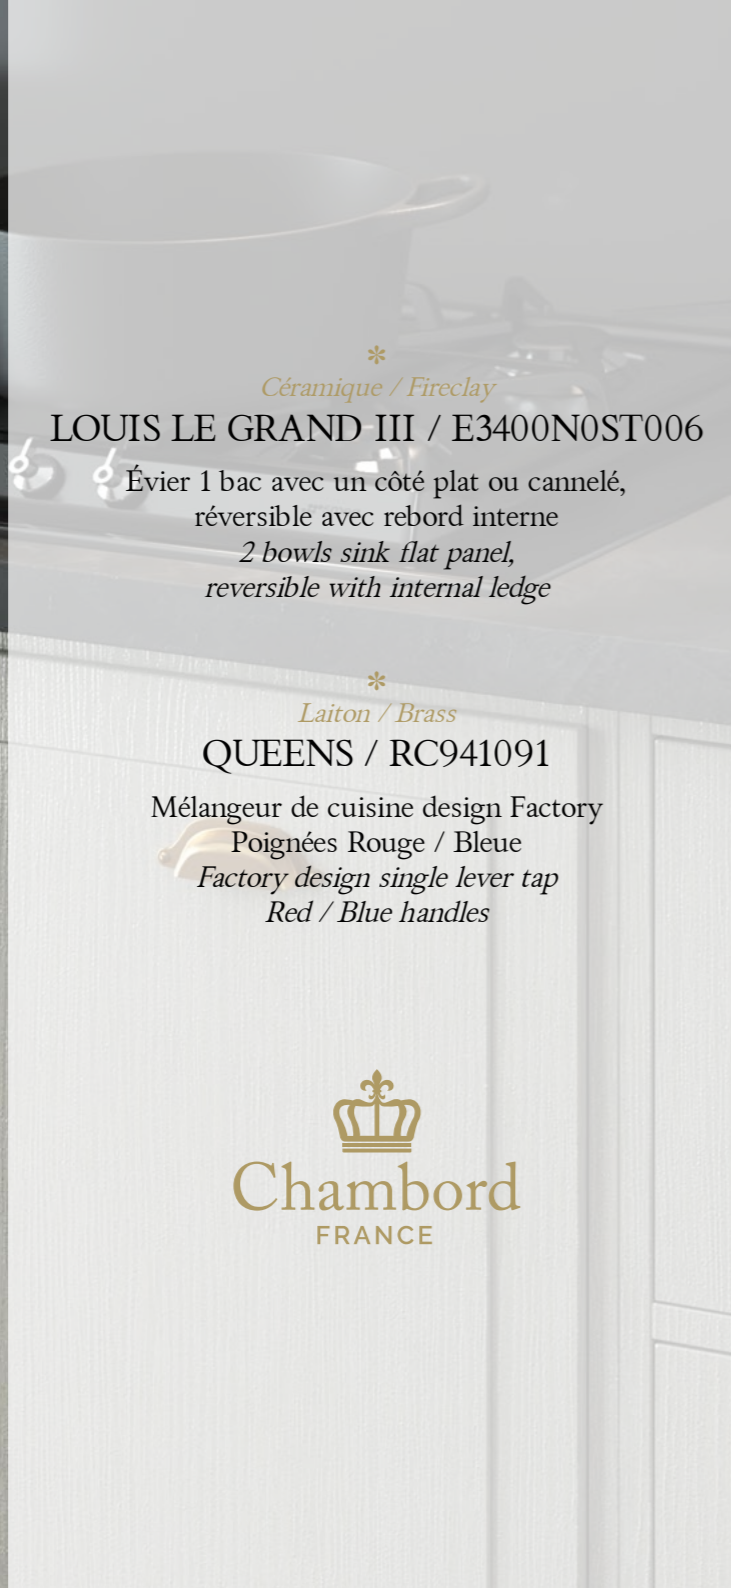 Céramique / Fireclay
LOUIS LE GRAND III / E3400N0ST006
Évier 1 bac avec un côté plat ou cannelé,
réversible avec rebord interne
2 bowls sink flat panel,
reversible with internal ledge
Laiton / Brass
QUEENS / RC941091
Mélangeur de cuisine design Factory
Poignées Rouge / Bleue
Factory design single lever tap
Red / Blue handles
Chambord
FRANCE